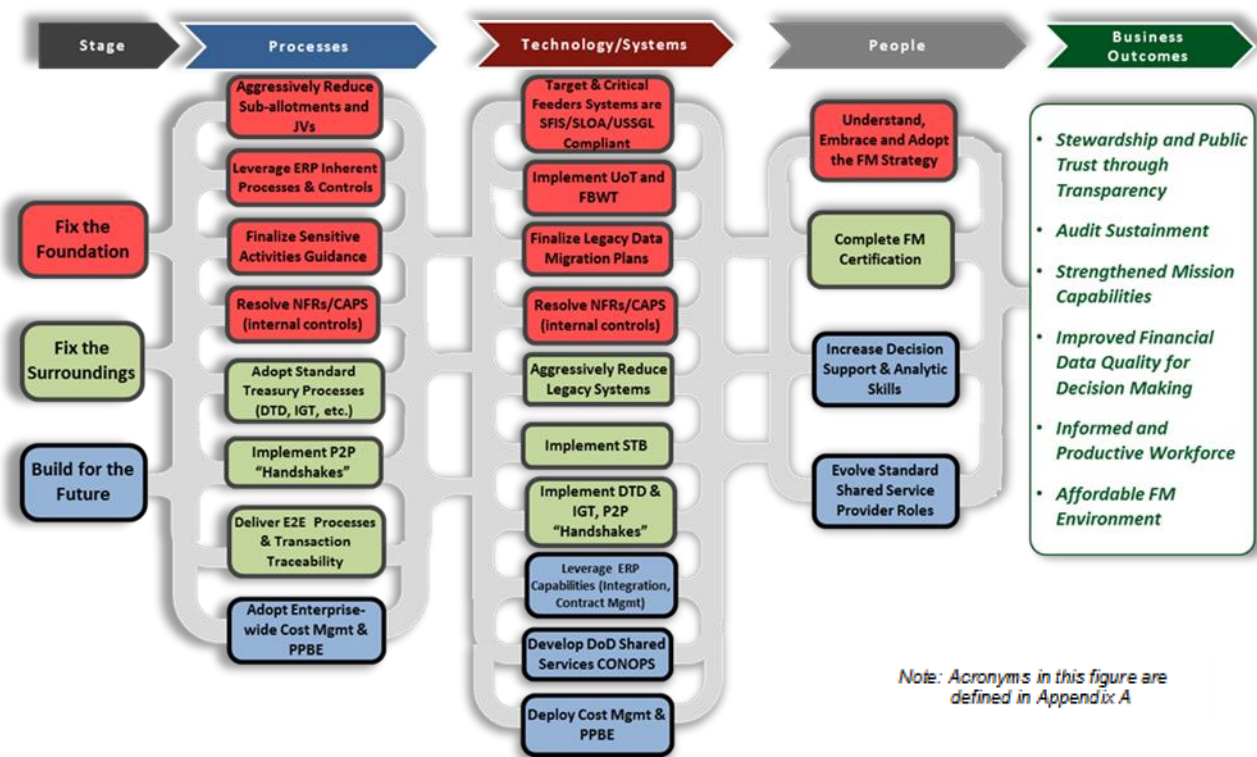 Stage
Processes
Technology/Systems
People
Business
Outcomes
Fix the
Foundation
Fix the
Surroundings
Build for the
Future
Aggressively Reduce
Sub-allotments and
JVs
Leverage ERP Inherent
Processes & Controls
Finalize Sensitive
Activities Guidance
Resolve NFRs/CAPS
(internal controls)
Adopt Standard
Treasury Processes
(DTD, IGT, etc.)
Implement P2P
“Handshakes”
Deliver E2E Processes
& Transaction
Traceability
Adopt Enterprise-
wide Cost Mgmt &
PPBE
Target & Critical
Feeders Systems are
SFIS/SLOA/USSGL
Compliant
Implement UoT and
FBWT
Finalize Legacy Data
Migration Plans
Resolve NFRs/CAPS
(internal controls)
Aggressively Reduce
Legacy Systems
Implement STB
Implement DTD &
IGT, P2P
“Handshakes”
Leverage ERP
Capabilities (Integration,
Contract Mgmt)
Develop DoD Shared
Services CONOPS
Deploy Cost Mgmt &
PPBE
Understand,
Embrace and Adopt
the FM Strategy
Complete FM
Certification
Increase Decision
Support & Analytic
Skills
Evolve Standard
Shared Service
Provider Roles
• Stewardship and Public
Trust through
Transparency
• Audit Sustainment
• Strengthened Mission
Capabilities
• Improved Financial
Data Quality for
Decision Making
• Informed and
Productive Workforce
• Affordable FM
Environment
Note: Acronyms in this figure are
defined in Appendix A